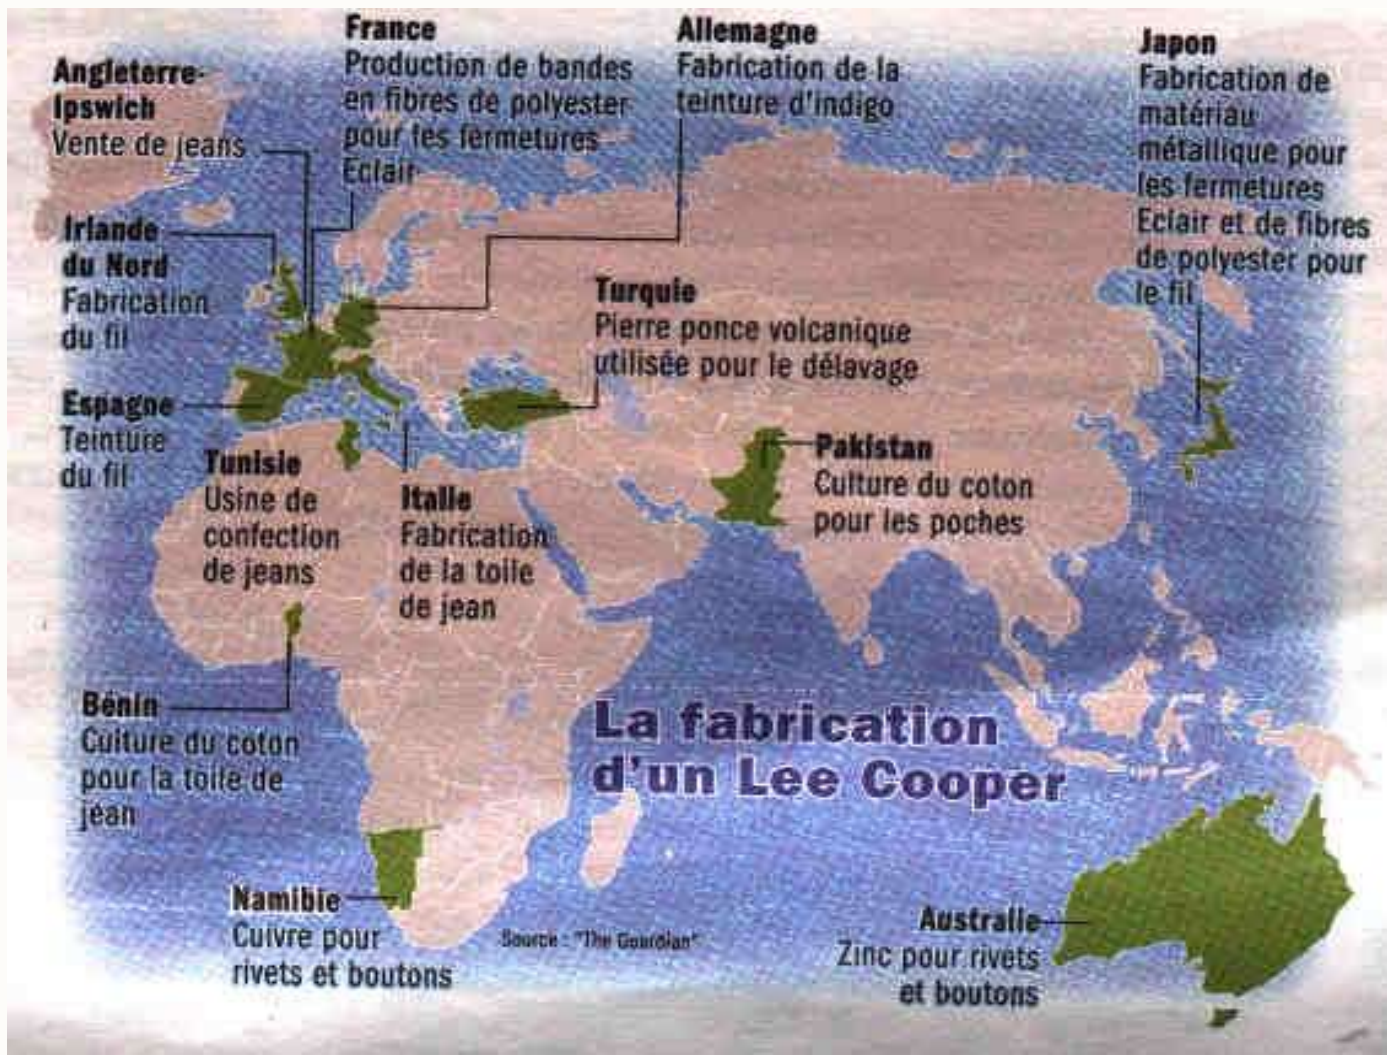 France
Production de bandes
en fibres de polyester
pour les fermetures
Eclair
Allemagne
Fabrication de la
teinture d'indigo
Japon
Fabrication de
matériau
métallique pour
les fermetures
Eclair et de fibres
de polyester pour
le fil
Angleterre-
Ipswich
Vente de jeans
Irlande
du Nord
Fabrication
du fil
Turquie
Pierre ponce volcanique
utilisée pour le délavage
Espagne
Teinture
du fil
Tunisie
Usine de
confection
de jeans
Italie
Fabrication
de la toile
de jean
Pakistan
Culture du coton
pour les poches
Bénin
Culture du coton
pour la toile de
jean
La fabrication
d'un Lee Cooper
Namibie
Cuivre pour
rivets et boutons
Source : "The Guardian"
Australie
Zinc pour rivets
et boutons